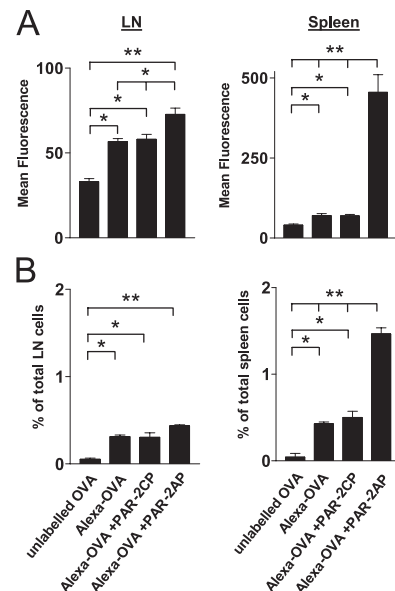 A
LN
Spleen
Mean Fluorescence
100
50
0
**
*
*
*
Mean Fluorescence
500
250
0
**
*
*
B
% of total LN cells
2
1
0
**
*
*
unlabelled OVA
Alexa-OVA
Alexa-OVA +PAR-2CP
Alexa-OVA +PAR-2AP
% of total spleen cells
2
1
0
**
*
*
unlabelled OVA
Alexa-OVA
Alexa-OVA +PAR-2CP
Alexa-OVA +PAR-2AP